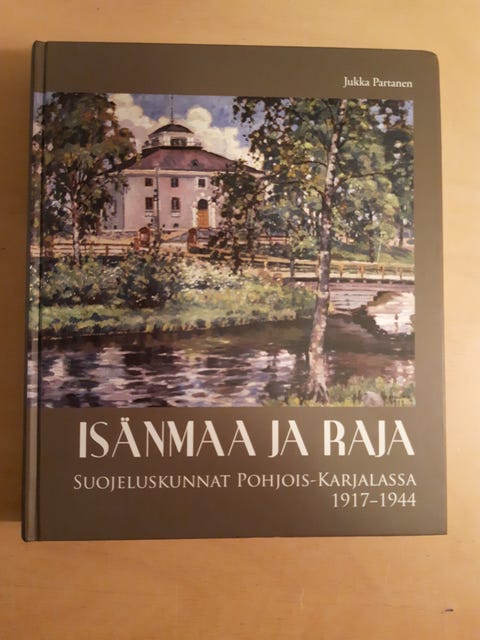 Jukka Partanen
ISÄNMAA JA RAJA
SUOJELUSKUNNAT POHJOIS-KARJALASSA
1917–1944